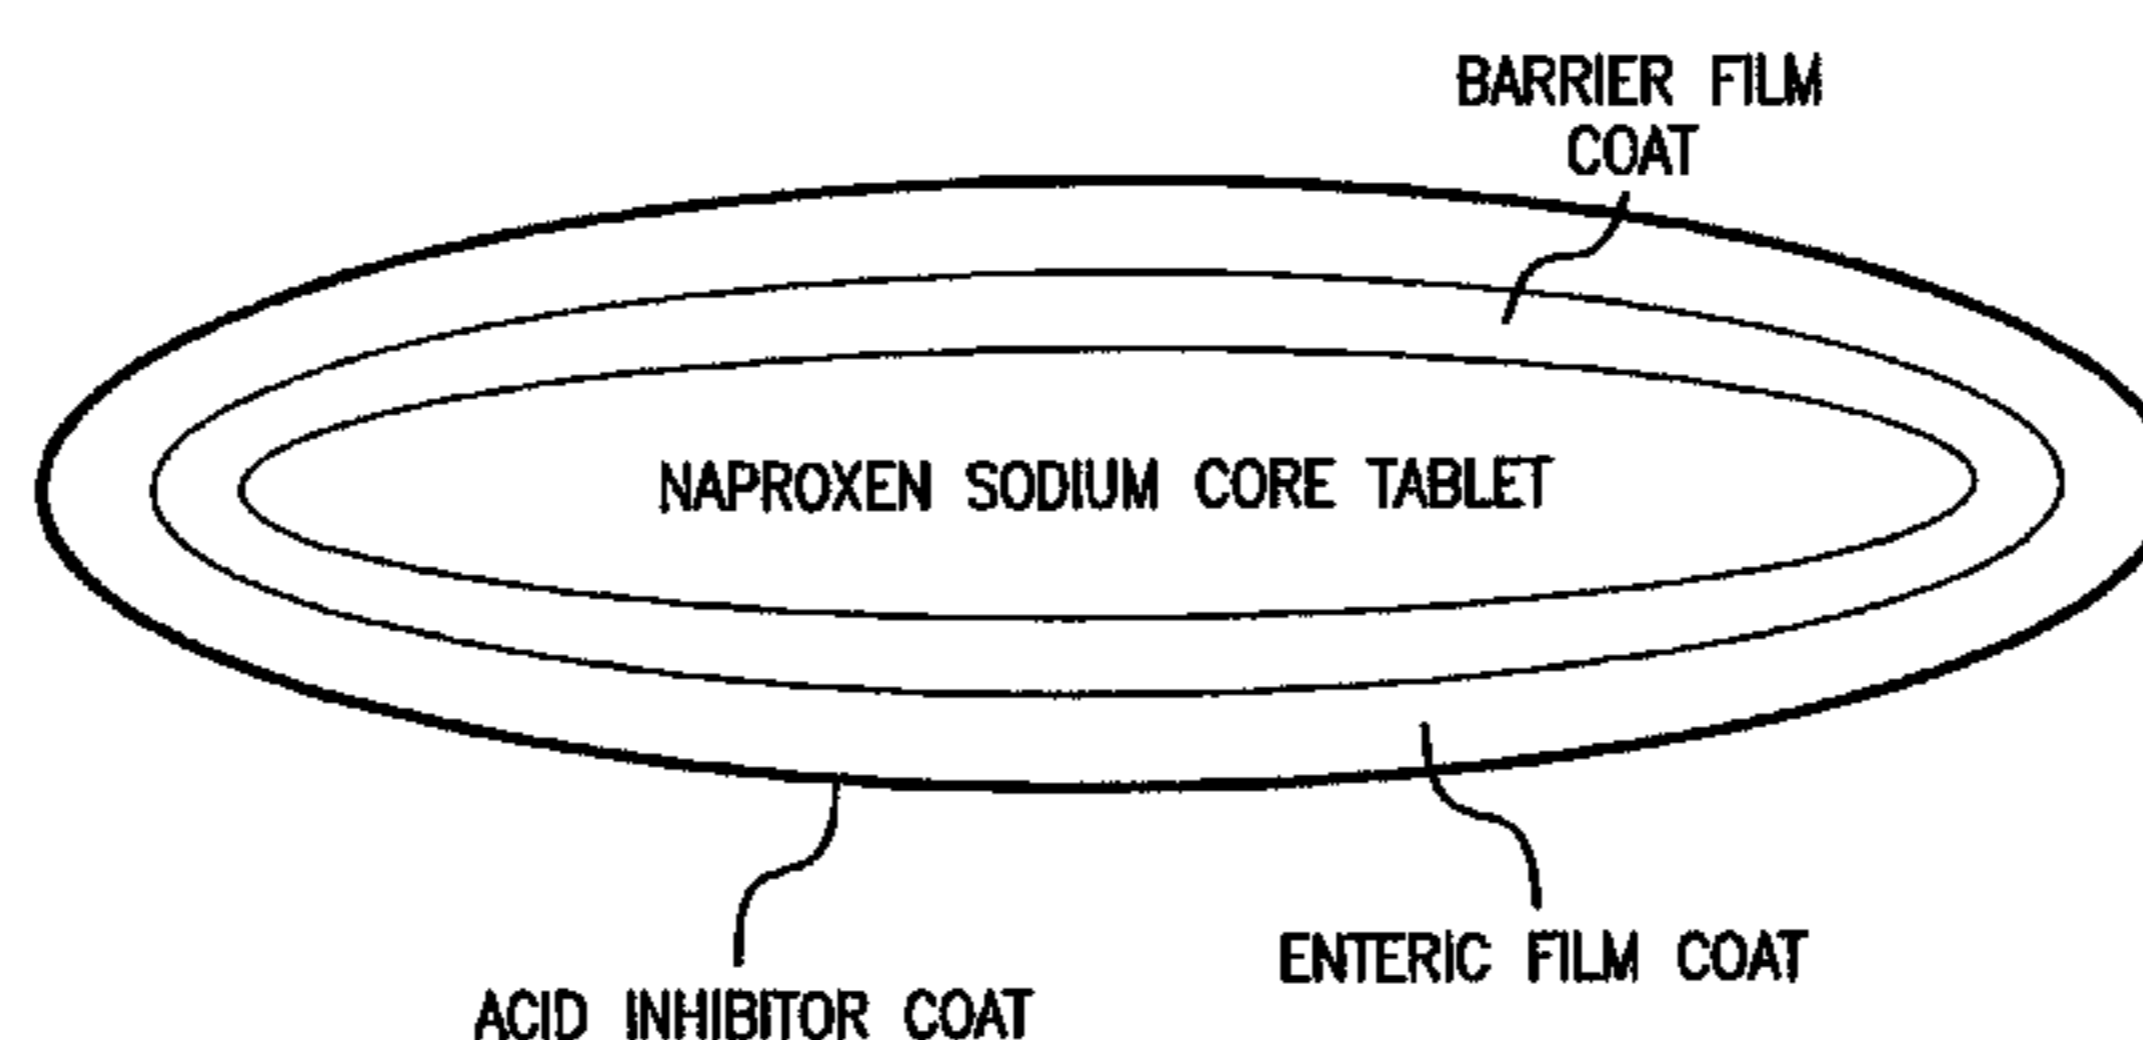 BARRIER FILM
COAT
NAPROXEN SODIUM CORE TABLET
ENTERIC FILM COAT
ACID INHIBITOR COAT